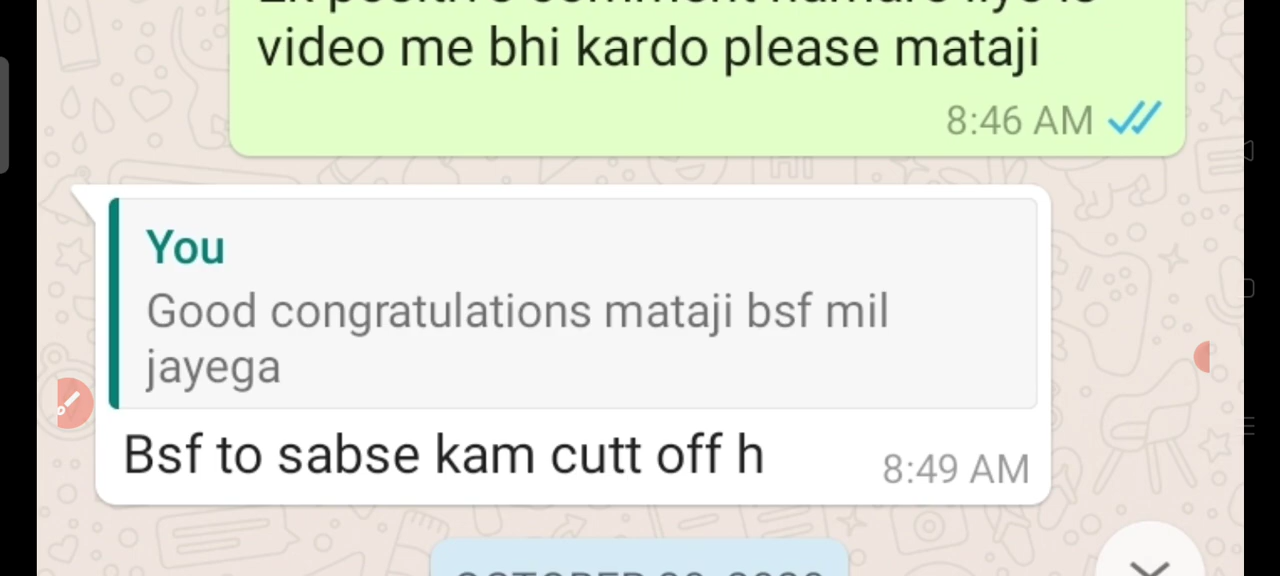 video me bhi kardo please mataji
8:46 AM
You
Good congratulations mataji bsf mil
jayega
Bsf to sabse kam cutt off h
8:49 AM